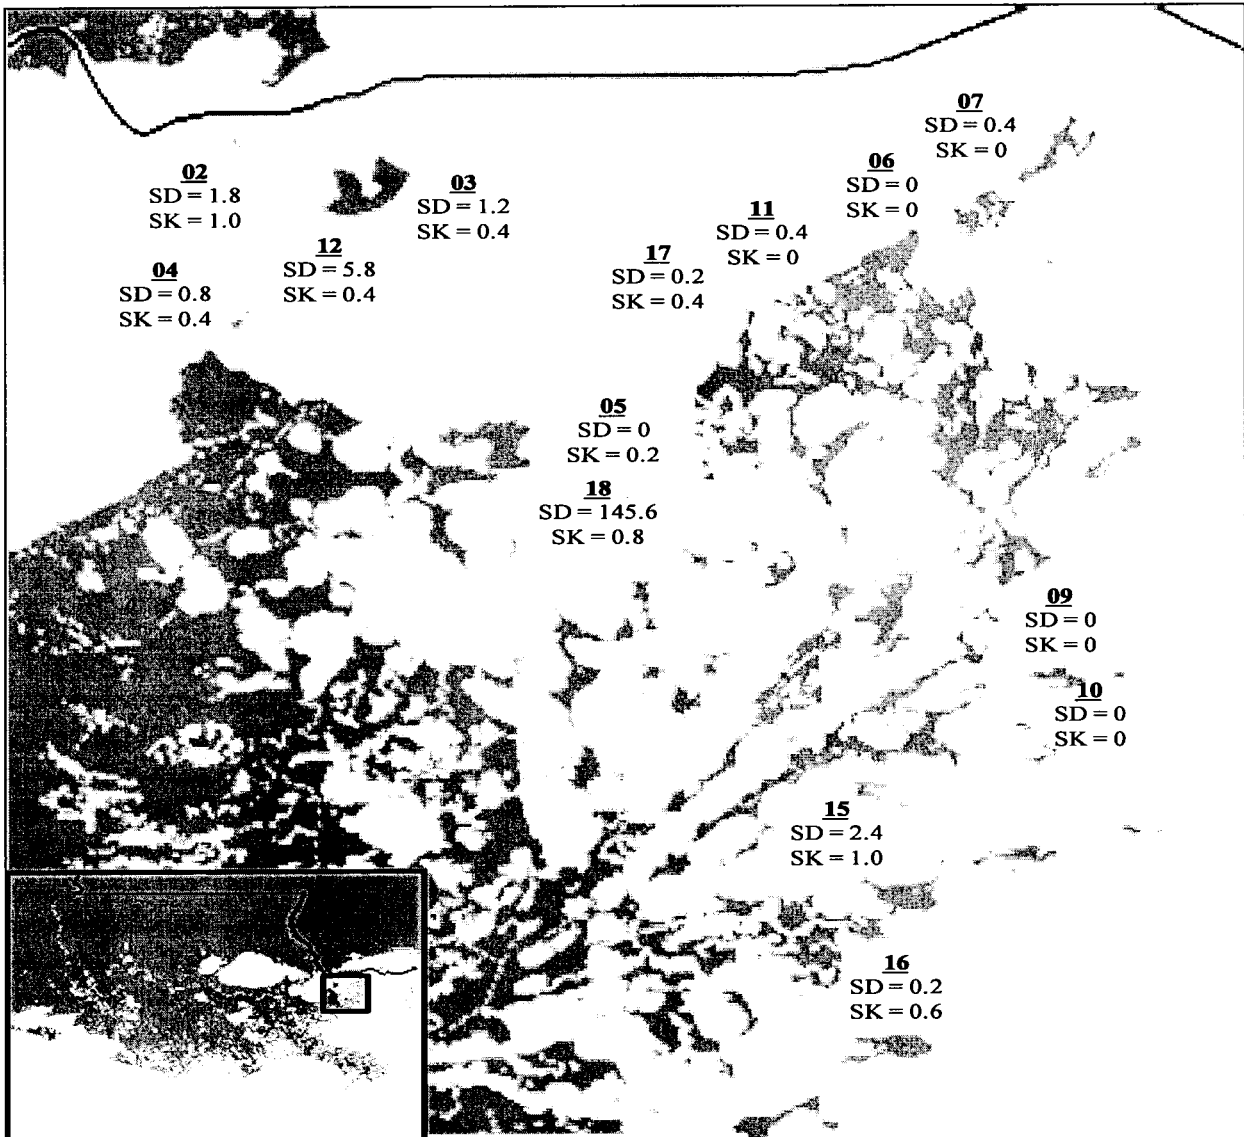 07
SD = 0.4
SK = 0
06
SD = 0
SK = 0
02
SD = 1.8
SK = 1.0
03
SD = 1.2
SK = 0.4
11
SD = 0.4
SK = 0
12
SD = 5.8
SK = 0.4
17
SD = 0.2
SK = 0.4
04
SD = 0.8
SK = 0.4
05
SD = 0
SK = 0.2
18
SD = 145.6
SK = 0.8
09
SD = 0
SK = 0
10
SD = 0
SK = 0
15
SD = 2.4
SK = 1.0
16
SD = 0.2
SK = 0.6